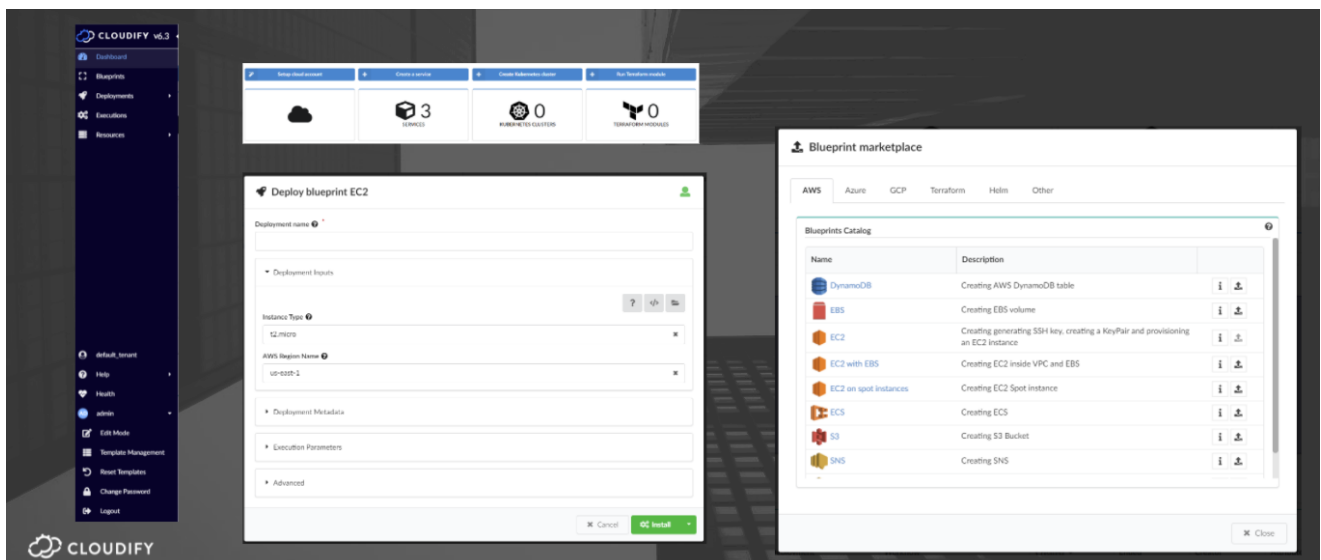 CLOUDIFY v6.3
Dashboard
Blueprints
Deployments
Executions
Resources
default_tenant
Help
Health
admin
Edit Mode
Template Management
Reset Templates
Change Password
Logout
CLOUDIFY
Setup cloud account
Create a service
Create Kubernetes cluster
Run Terraform module
3
SERVICES
0
KUBERNETES CLUSTERS
0
TERRAFORM MODULES
Deploy blueprint EC2
Deployment name *
Deployment Inputs
Instance Type
t2.micro
AWS Region Name
us-east-1
Deployment Metadata
Execution Parameters
Advanced
Cancel
Install
Blueprint marketplace
AWS Azure GCP Terraform Helm Other
Blueprints Catalog
Name Description
DynamoDB Creating AWS DynamoDB table
EBS Creating EBS volume
EC2 Creating generating SSH key, creating a KeyPair and provisioning
an EC2 instance
EC2 with EBS Creating EC2 inside VPC and EBS
EC2 on spot instances Creating EC2 Spot instance
ECS Creating ECS
S3 Creating S3 Bucket
SNS Creating SNS
Close